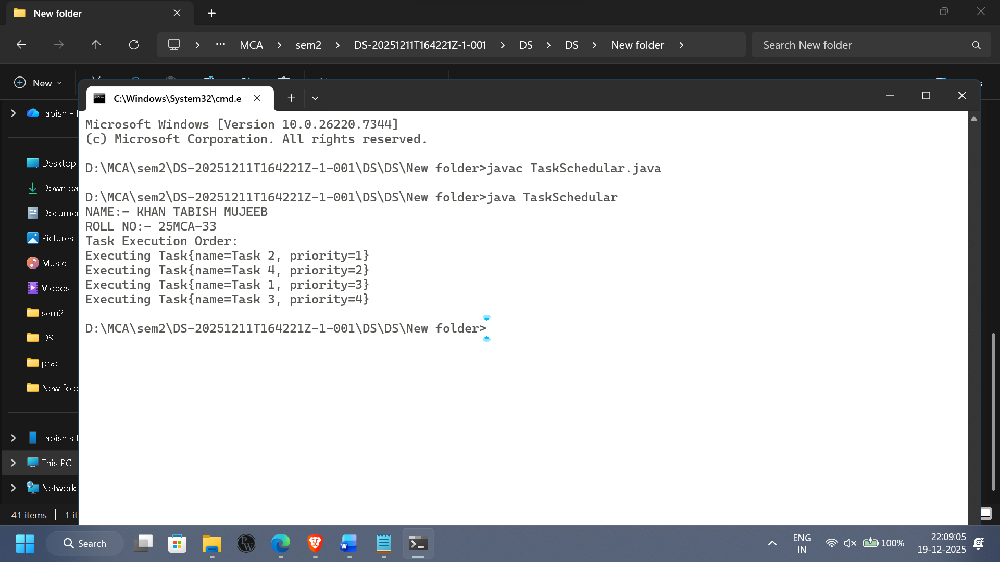 New folder
MCA
sem2
DS-20251211T164221Z-1-001
DS
DS
New folder
Search New folder
New
C:\Windows\System32\cmd.e
Tabish -
Desktop
Pictures
Music
Videos
sem2
DS
prac
New
Tabish's
This PC
Network
Microsoft Windows [Version 10.0.26220.7344]
(c) Microsoft Corporation. All rights reserved.
D:\MCA\sem2\DS-20251211T164221Z-1-001\DS\DS\New folder>javac TaskSchedular.java
D:\MCA\sem2\DS-20251211T164221Z-1-001\DS\DS\New folder>java TaskSchedular
NAME:- KHAN TABISH MUJEEB
ROLL NO:- 25MCA-33
Task Execution Order:
Executing Task{name=Task 2, priority=1}
Executing Task{name=Task 4, priority=2}
Executing Task{name=Task 1, priority=3}
Executing Task{name=Task 3, priority=4}
D:\MCA\sem2\DS-20251211T164221Z-1-001\DS\DS\New folder>
41 items
1 it
Search
PW
ENG
IN
100%
22:09:05
19-12-2025